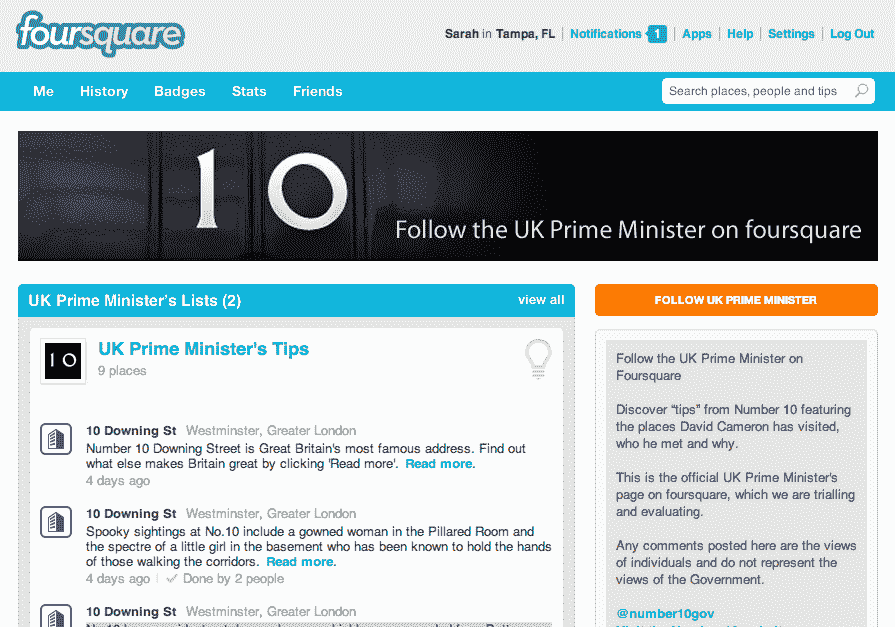 foursquare
Sarah in Tampa, FL | Notifications 1 | Apps | Help | Settings | Log Out
Me History Badges Stats Friends
Search places, people and tips
10
Follow the UK Prime Minister on foursquare
UK Prime Minister's Lists (2) view all
10
UK Prime Minister's Tips
9 places
10 Downing St Westminster, Greater London
Number 10 Downing Street is Great Britain's most famous address. Find out
what else makes Britain great by clicking 'Read more'. Read more.
4 days ago
10 Downing St Westminster, Greater London
Spooky sightings at No.10 include a gowned woman in the Pillared Room and
the spectre of a little girl in the basement who has been known to hold the hands
of those walking the corridors. Read more.
4 days ago | ✓ Done by 2 people
10 Downing St Westminster, Greater London
FOLLOW UK PRIME MINISTER
Follow the UK Prime Minister on
Foursquare
Discover “tips” from Number 10 featuring
the places David Cameron has visited,
who he met and why.
This is the official UK Prime Minister's
page on foursquare, which we are trialling
and evaluating.
Any comments posted here are the views
of individuals and do not represent the
views of the Government.
@number10gov